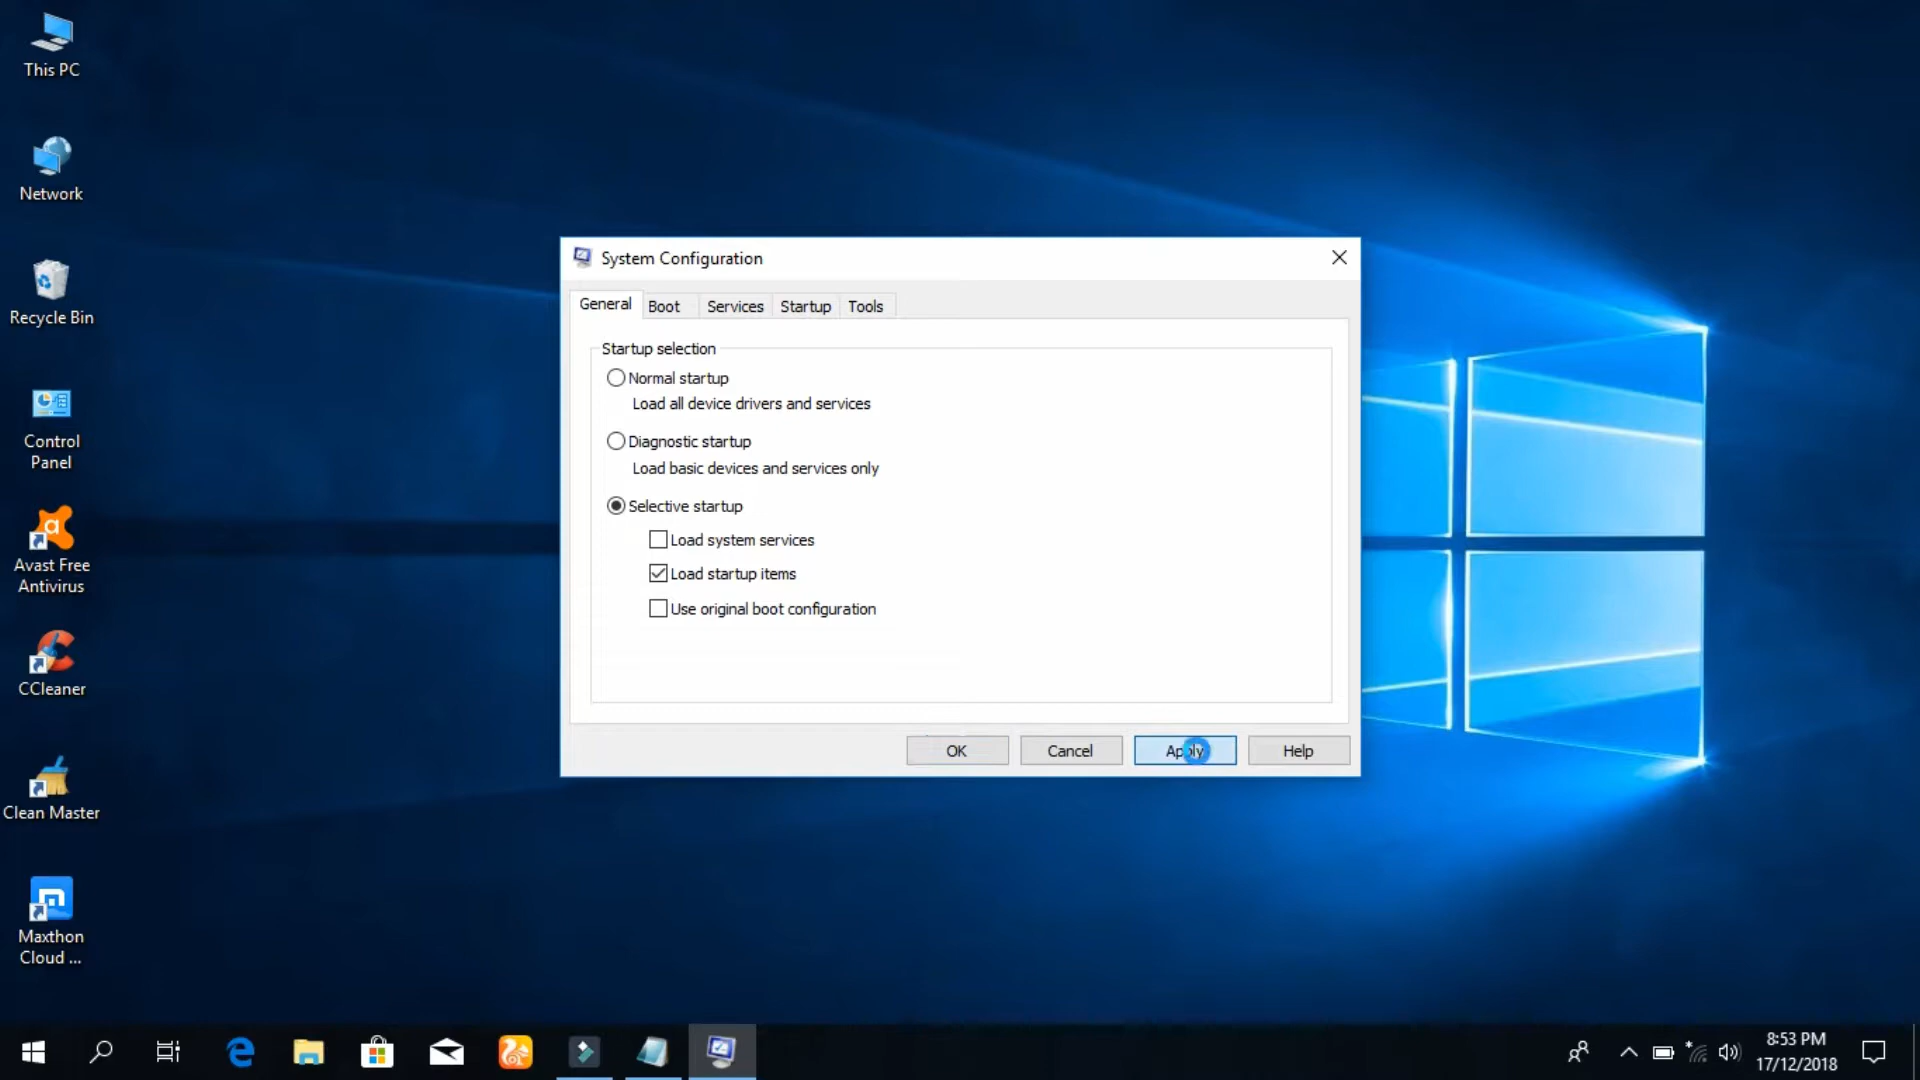 This PC
Network
Recycle Bin
Control
Panel
Avast Free
Antivirus
CCleaner
Clean Master
Maxthon
Cloud ...
System Configuration
General Boot Services Startup Tools
Startup selection
Normal startup
Load all device drivers and services
Diagnostic startup
Load basic devices and services only
Selective startup
Load system services
Load startup items
Use original boot configuration
OK Cancel Apply Help
8:53 PM
17/12/2018